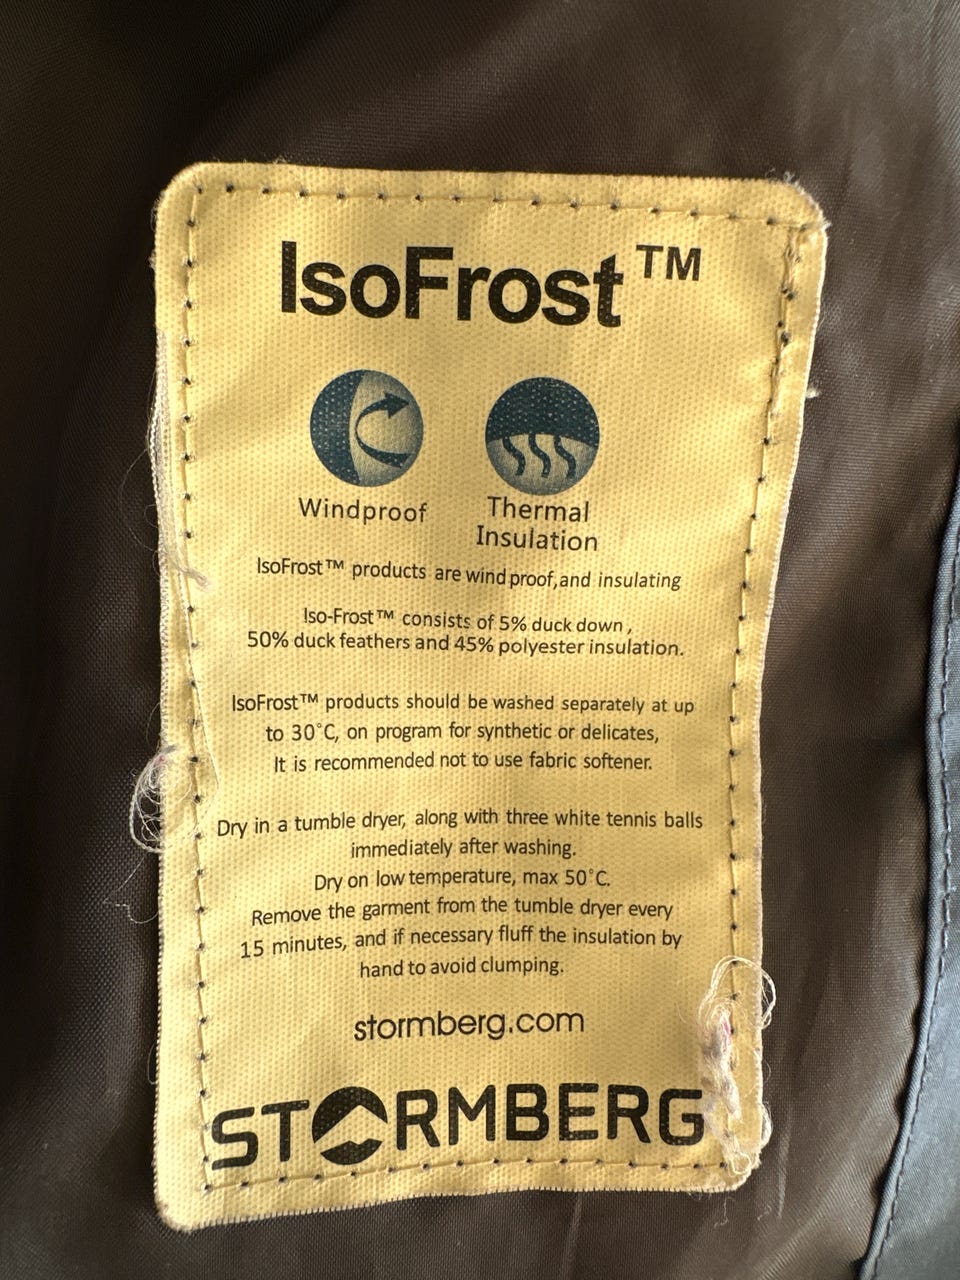 IsoFrost™
Windproof
Thermal
Insulation
IsoFrost™ products are wind proof,and insulating
Iso-Frost™ consists of 5% duck down ,
50% duck feathers and 45% polyester insulation.
IsoFrost™ products should be washed separately at up
to 30°C, on program for synthetic or delicates,
It is recommended not to use fabric softener.
Dry in a tumble dryer, along with three white tennis balls
immediately after washing.
Dry on low temperature, max 50°C.
Remove the garment from the tumble dryer every
15 minutes, and if necessary fluff the insulation by
hand to avoid clumping.
stormberg.com
STORMBERG